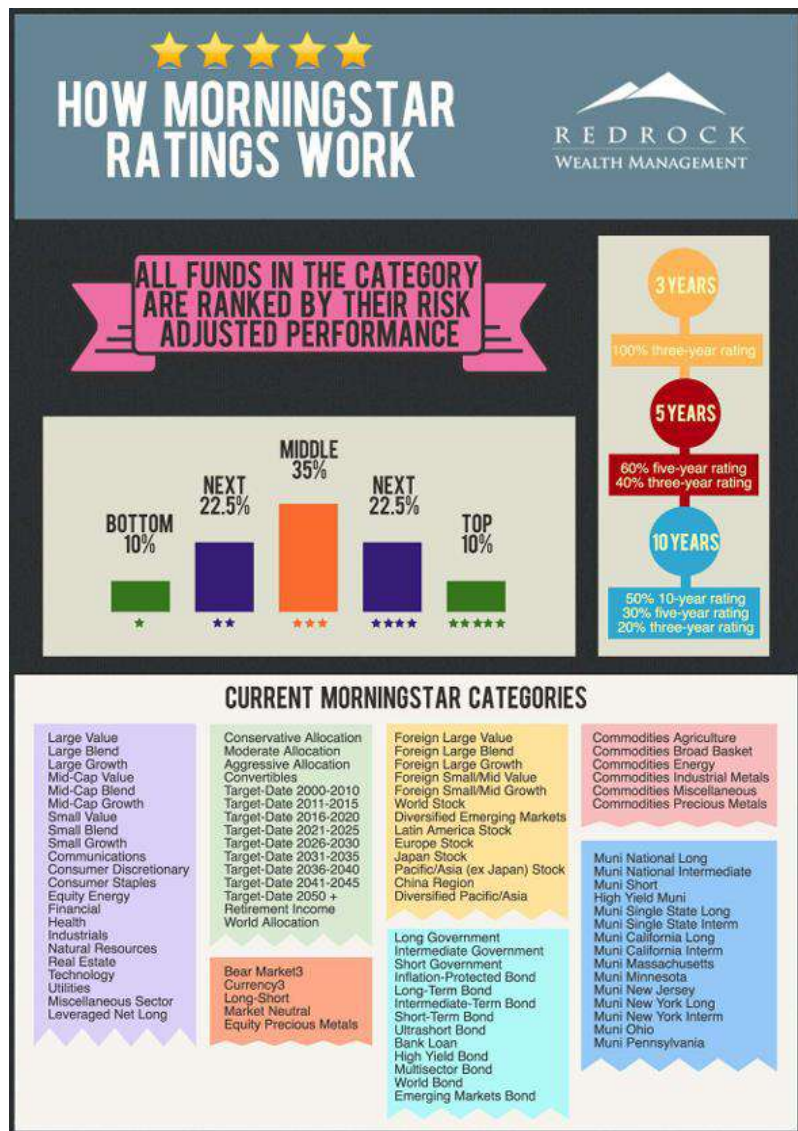 HOW MORNINGSTAR
RATINGS WORK
REDROCK
WEALTH MANAGEMENT
ALL FUNDS IN THE CATEGORY
ARE RANKED BY THEIR RISK
ADJUSTED PERFORMANCE
BOTTOM
10%
NEXT
22.5%
MIDDLE
35%
NEXT
22.5%
TOP
10%
3 YEARS
100% three-year rating
5 YEARS
60% five-year rating
40% three-year rating
10 YEARS
50% 10-year rating
30% five-year rating
20% three-year rating
CURRENT MORNINGSTAR CATEGORIES
Large Value
Large Blend
Large Growth
Mid-Cap Value
Mid-Cap Blend
Mid-Cap Growth
Small Value
Small Blend
Small Growth
Communications
Consumer Discretionary
Consumer Staples
Equity Energy
Financial
Health
Industrials
Natural Resources
Real Estate
Technology
Utilities
Miscellaneous Sector
Leveraged Net Long
Conservative Allocation
Moderate Allocation
Aggressive Allocation
Convertibles
Target-Date 2000-2010
Target-Date 2011-2015
Target-Date 2016-2020
Target-Date 2021-2025
Target-Date 2026-2030
Target-Date 2031-2035
Target-Date 2036-2040
Target-Date 2041-2045
Target-Date 2050 +
Retirement Income
World Allocation
Bear Market3
Currency3
Long-Short
Market Neutral
Equity Precious Metals
Foreign Large Value
Foreign Large Blend
Foreign Large Growth
Foreign Small/Mid Value
Foreign Small/Mid Growth
World Stock
Diversified Emerging Markets
Latin America Stock
Europe Stock
Japan Stock
Pacific/Asia (ex Japan) Stock
China Region
Diversified Pacific/Asia
Long Government
Intermediate Government
Short Government
Inflation-Protected Bond
Long-Term Bond
Intermediate-Term Bond
Short-Term Bond
Ultrashort Bond
Bank Loan
High Yield Bond
Multisector Bond
World Bond
Emerging Markets Bond
Commodities Agriculture
Commodities Broad Basket
Commodities Energy
Commodities Industrial Metals
Commodities Miscellaneous
Commodities Precious Metals
Muni National Long
Muni National Intermediate
Muni Short
High Yield Muni
Muni Single State Long
Muni Single State Interm
Muni California Long
Muni California Interm
Muni Massachusetts
Muni Minnesota
Muni New Jersey
Muni New York Long
Muni New York Interm
Muni Ohio
Muni Pennsylvania